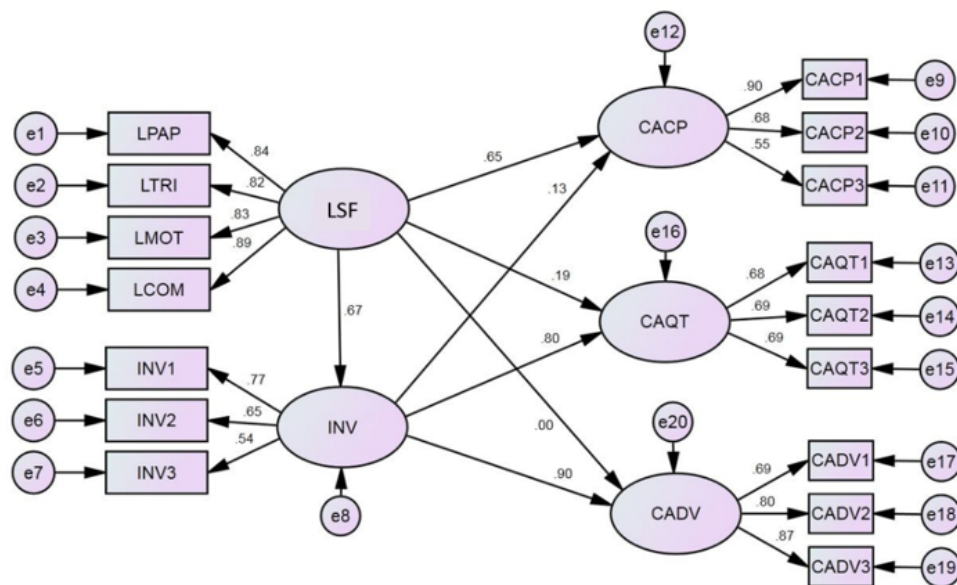 e12
CACP1
e9
.90
e1
LPAP
CACP
.68
CACP2
e10
.84
.65
.55
CACP3
e11
e2
LTRI
.82
.13
LSF
e3
LMOT
.83
e16
.89
e4
LCOM
.19
.68
CAQT1
e13
.67
CAQT
.69
CAQT2
e14
.80
.69
CAQT3
e15
e5
INV1
.77
e6
INV2
.65
INV
.00
e20
.54
e7
INV3
.90
.69
CADV1
e17
e8
CADV
.80
CADV2
e18
.87
CADV3
e19